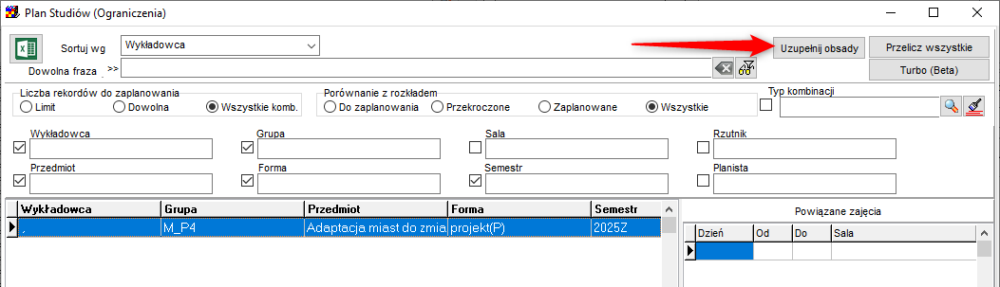 Plan Studiów (Ograniczenia)
Sortuj wg Wykładowca Uzupełnij obsady Przelicz wszystkie
Dowolna fraza >> Turbo (Beta)
Liczba rekordów do zaplanowania Porównanie z rozkładem Typ kombinacji
Limit Dowolna Wszystkie komb. Do zaplanowania Przekroczone Zaplanowane Wszystkie
Wykładowca Grupa Sala Rzutnik
Przedmiot Forma Semestr Planista
Wykładowca Grupa Przedmiot Forma Semestr Powiązane zajęcia
, M_P4 Adaptacja miast do zmia projekt(P) 2025Z
Dzień Od Do Sala